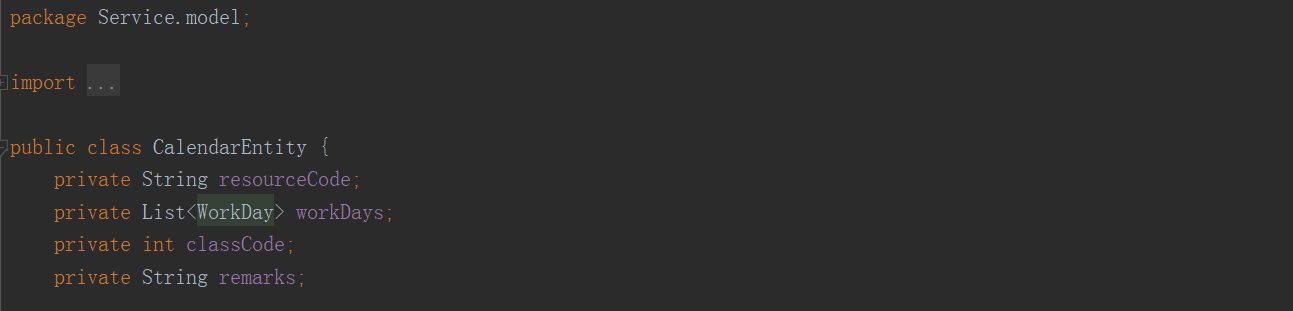 package Service.model;
import ...
public class CalendarEntity {
private String resourceCode;
private List<WorkDay> workDays;
private int classCode;
private String remarks;